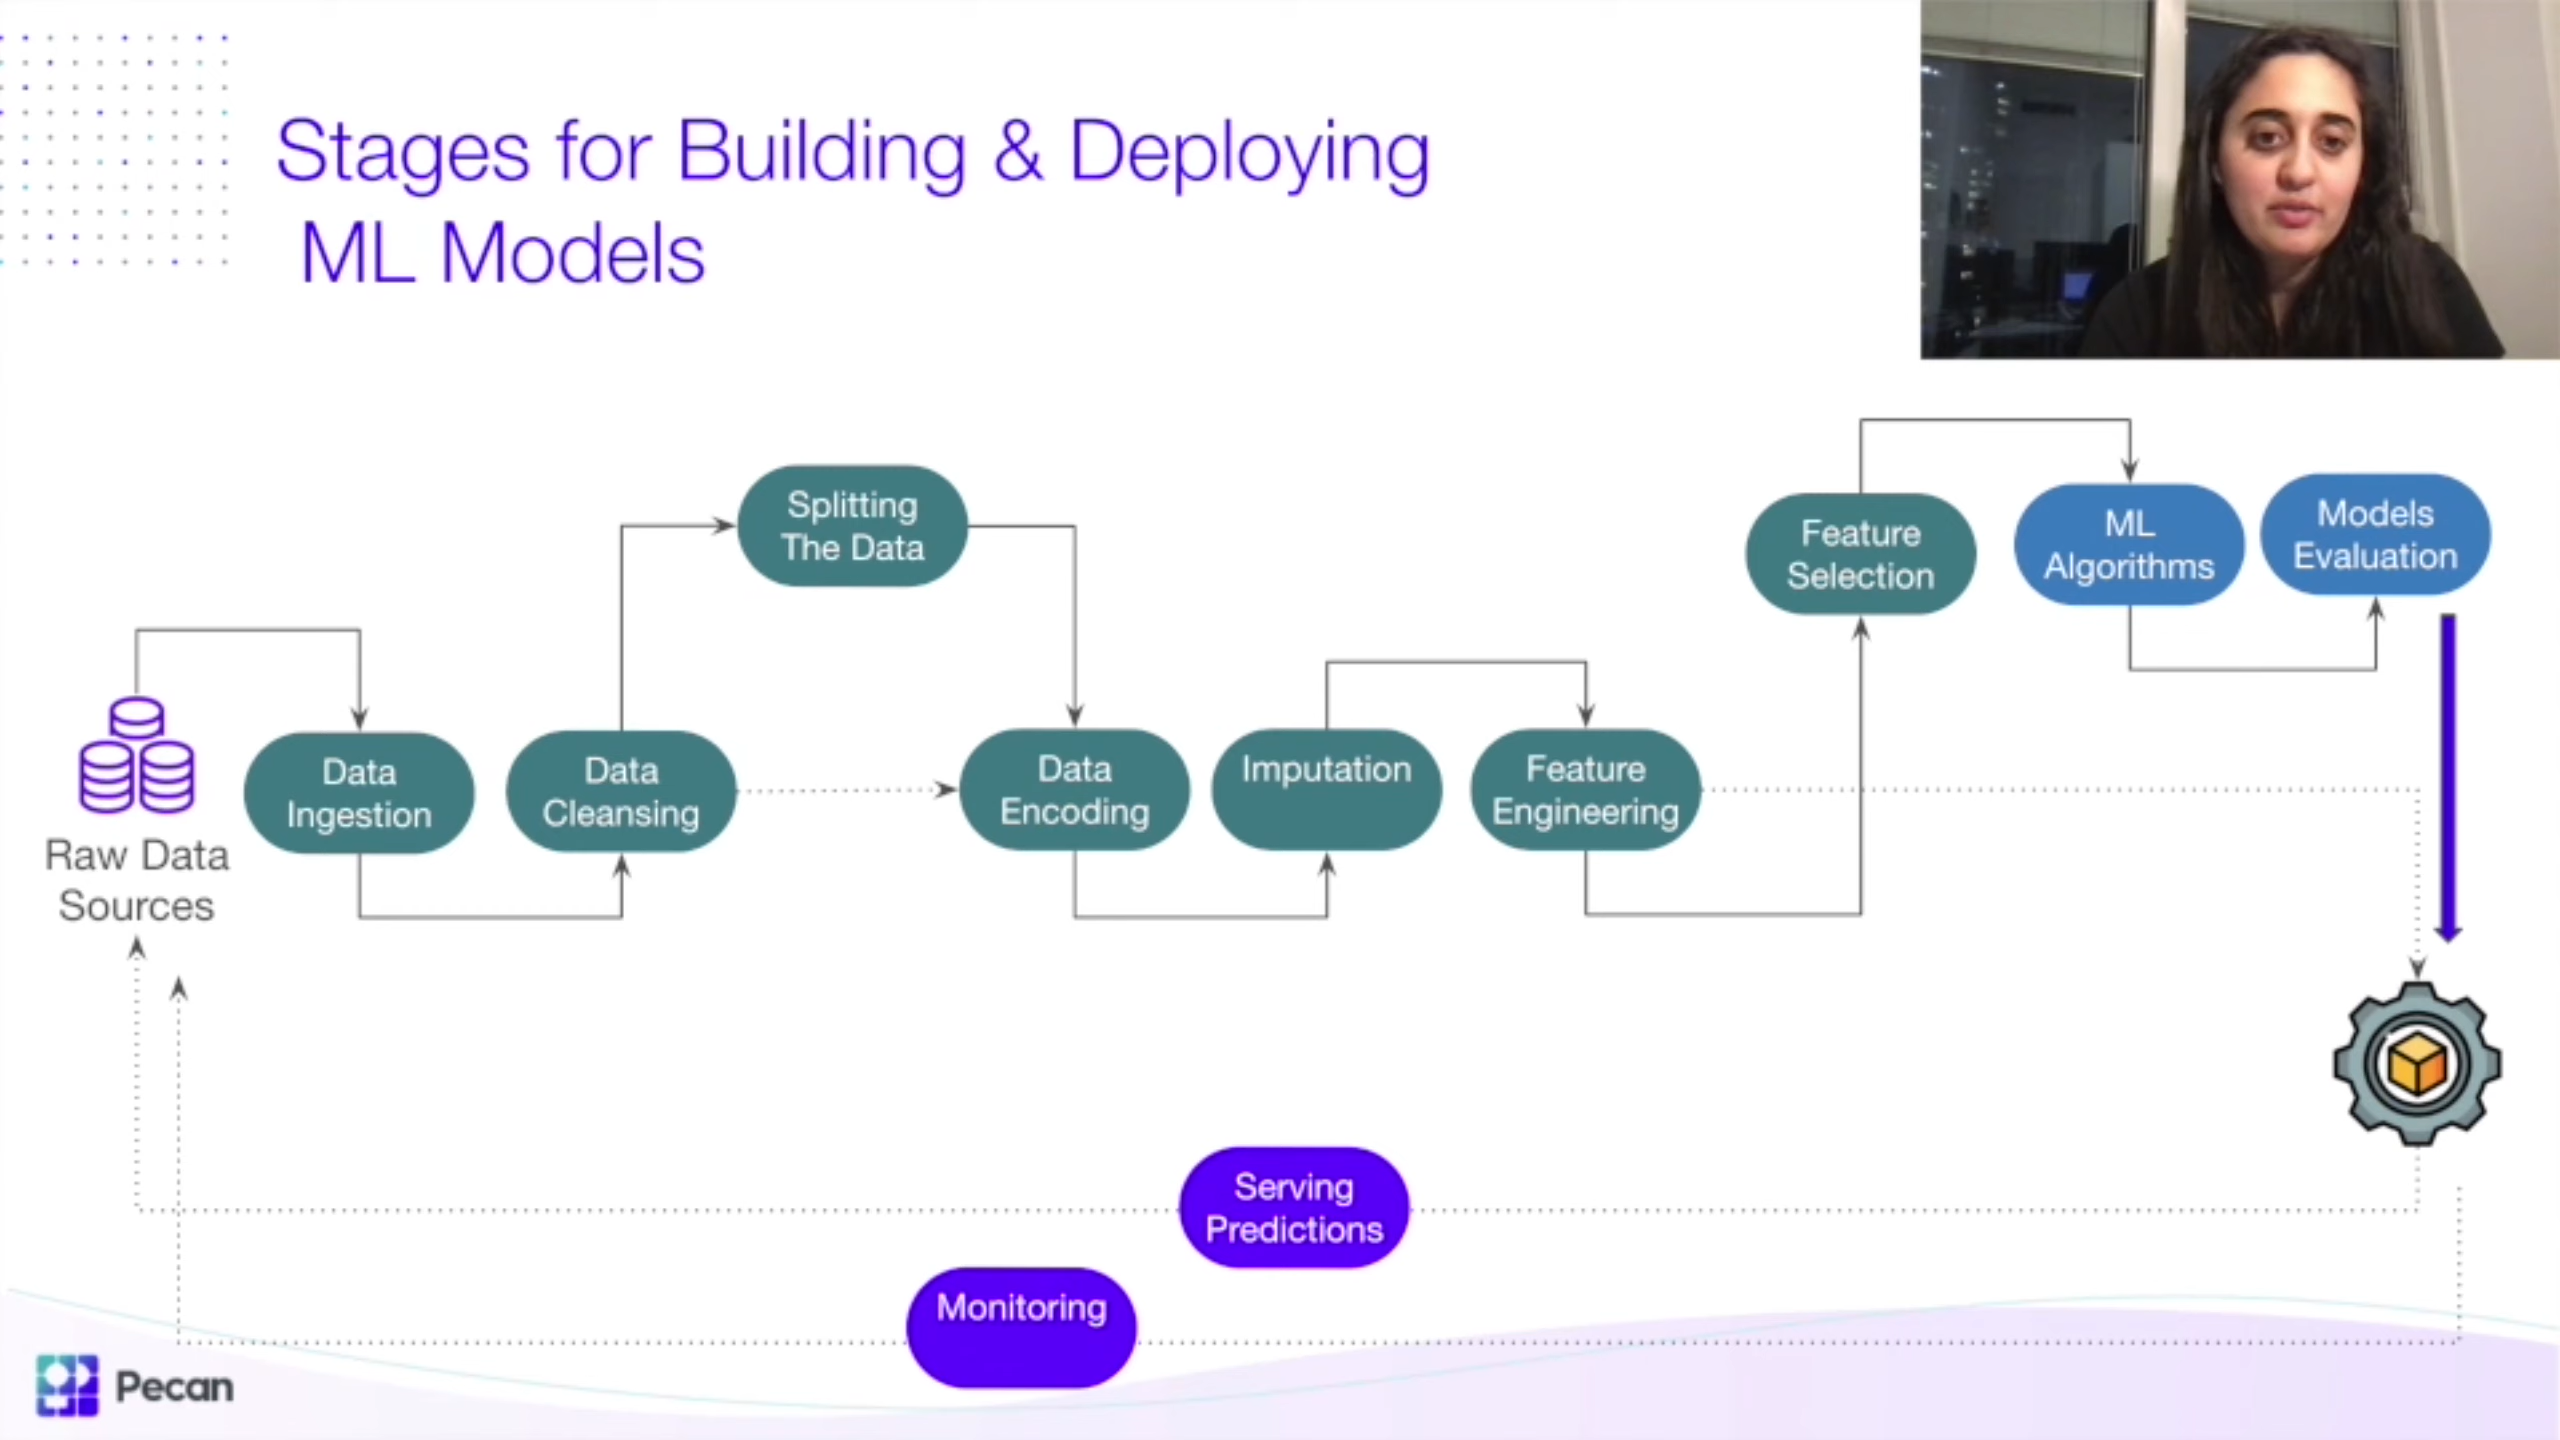 Stages for Building & Deploying
ML Models
Splitting
The Data
Feature
Selection
ML
Algorithms
Models
Evaluation
Data
Ingestion
Data
Cleansing
Data
Encoding
Imputation
Feature
Engineering
Raw Data
Sources
Serving
Predictions
Monitoring
Pecan